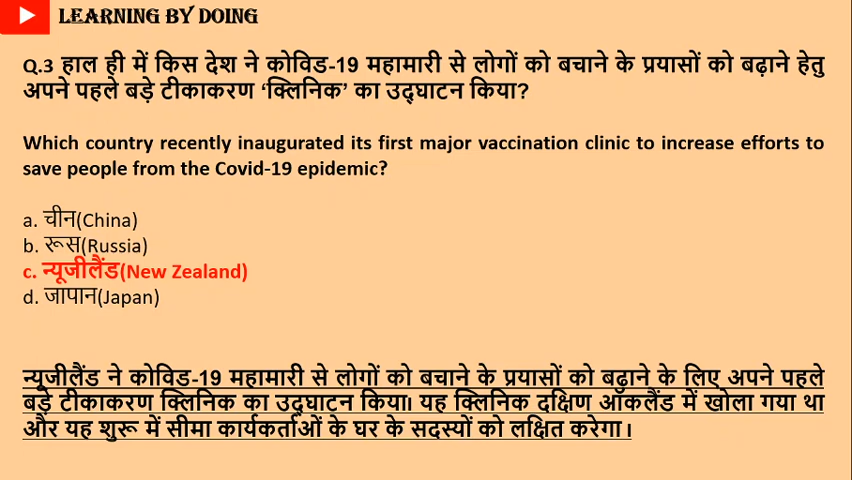 LEARNING BY DOING
Q.3 हाल ही में किस देश ने कोविड-19 महामारी से लोगों को बचाने के प्रयासों को बढ़ाने हेतु
अपने पहले बड़े टीकाकरण ‘क्लिनिक’ का उद्घाटन किया?
Which country recently inaugurated its first major vaccination clinic to increase efforts to
save people from the Covid-19 epidemic?
a. चीन(China)
b. रूस(Russia)
c. न्यूजीलैंड(New Zealand)
d. जापान(Japan)
न्यूजीलैंड ने कोविड-19 महामारी से लोगों को बचाने के प्रयासों को बढ़ाने के लिए अपने पहले
बड़े टीकाकरण क्लिनिक का उद्घाटन किया। यह क्लिनिक दक्षिण ऑकलैंड में खोला गया था
और यह शुरू में सीमा कार्यकर्ताओं के घर के सदस्यों को लक्षित करेगा।